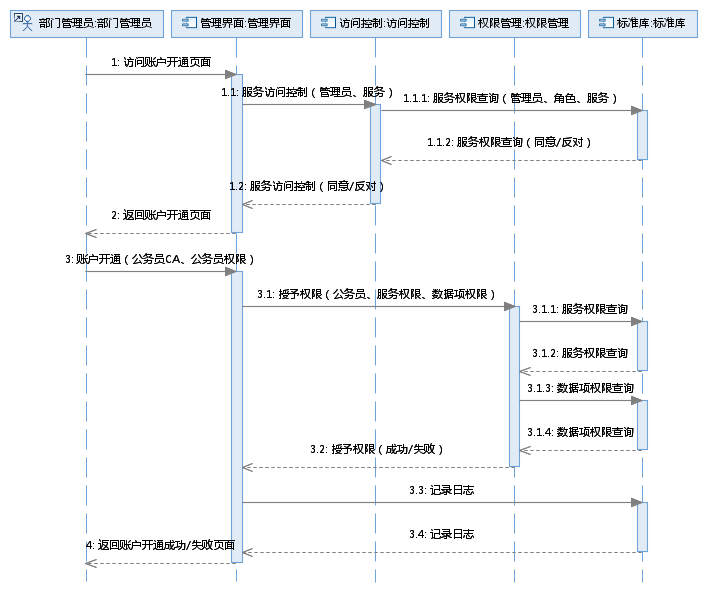 部门管理员:部门管理员
管理界面:管理界面
访问控制:访问控制
权限管理:权限管理
标准库:标准库
1: 访问账户开通页面
1.1: 服务访问控制（管理员、服务）
1.1.1: 服务权限查询（管理员、角色、服务）
1.1.2: 服务权限查询（同意/反对）
1.2: 服务访问控制（同意/反对）
2: 返回账户开通页面
3: 账户开通（公务员CA、公务员权限）
3.1: 授予权限（公务员、服务权限、数据项权限）
3.1.1: 服务权限查询
3.1.2: 服务权限查询
3.1.3: 数据项权限查询
3.1.4: 数据项权限查询
3.2: 授予权限（成功/失败）
3.3: 记录日志
3.4: 记录日志
4: 返回账户开通成功/失败页面